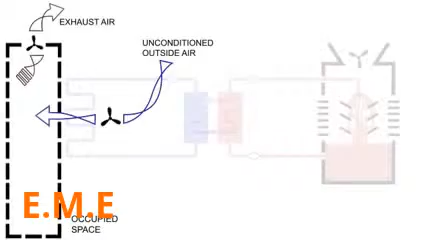 EXHAUST AIR
UNCONDITIONED
OUTSIDE AIR
E.M.E
OCCUPIED
SPACE